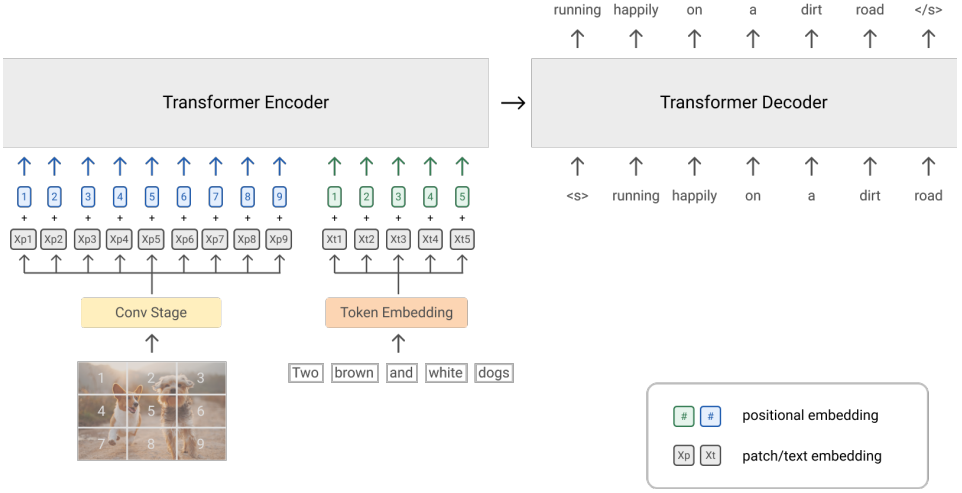 running happily on a dirt road </s>
Transformer Encoder
Transformer Decoder
1 2 3 4 5 6 7 8 9
1 2 3 4 5
<s> running happily on a dirt road
+ + + + + + + + +
+ + + + +
Xp1 Xp2 Xp3 Xp4 Xp5 Xp6 Xp7 Xp8 Xp9
Xt1 Xt2 Xt3 Xt4 Xt5
Conv Stage
Token Embedding
Two brown and white dogs
1 2 3
4 5 6
7 8 9
# # positional embedding
Xp Xt patch/text embedding